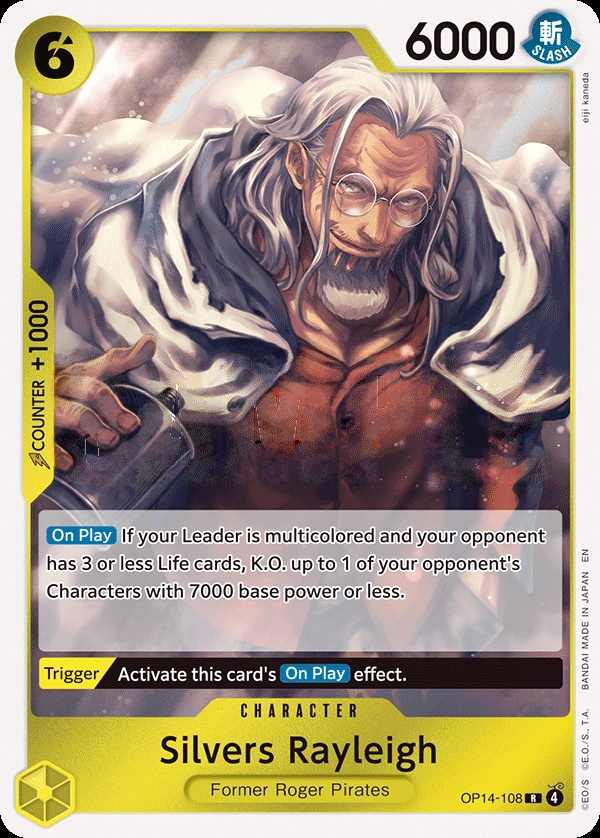 6
6000
斬
SLASH
eiji kaneda
COUNTER +1000
On Play If your Leader is multicolored and your opponent
has 3 or less Life cards, K.O. up to 1 of your opponent's
Characters with 7000 base power or less.
Trigger Activate this card's On Play effect.
CHARACTER
Silvers Rayleigh
Former Roger Pirates
OP14-108 R 4
©EO/S ©E.O./S., T.A. BANDAI MADE IN JAPAN EN